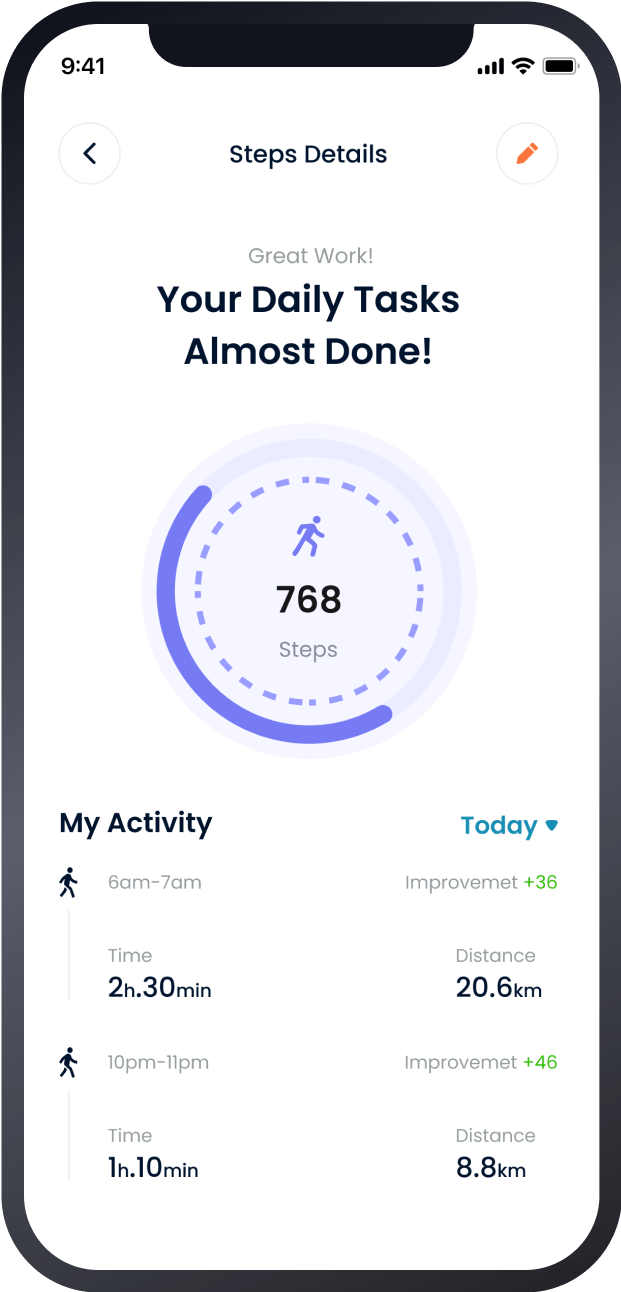 9:41
Steps Details
Great Work!
Your Daily Tasks
Almost Done!
768
Steps
My Activity
Today
6am-7am
Improvemet +36
Time
Distance
2h.30min
20.6km
10pm-11pm
Improvemet +46
Time
Distance
1h.10min
8.8km